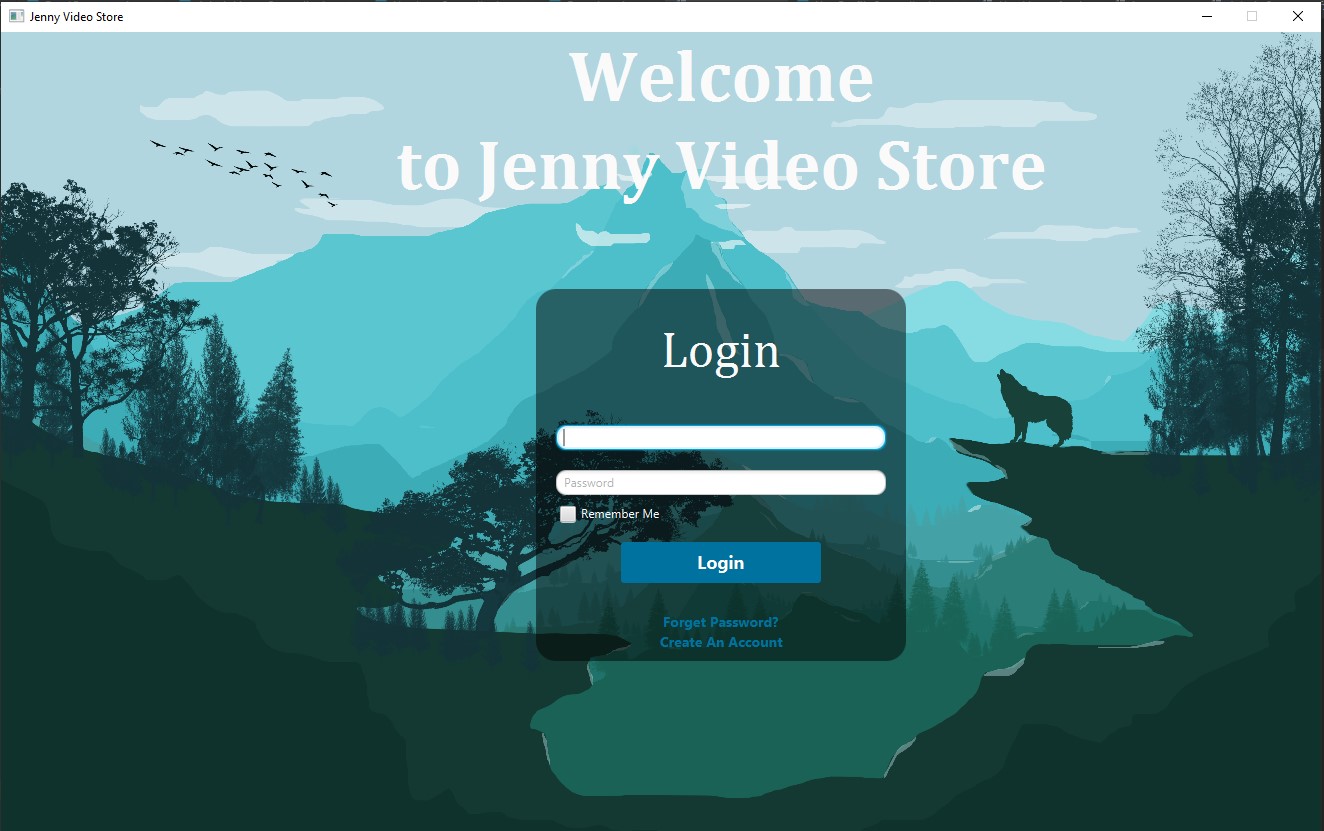 Jenny Video Store
Welcome
to Jenny Video Store
Login
Password
Remember Me
Login
Forget Password?
Create An Account